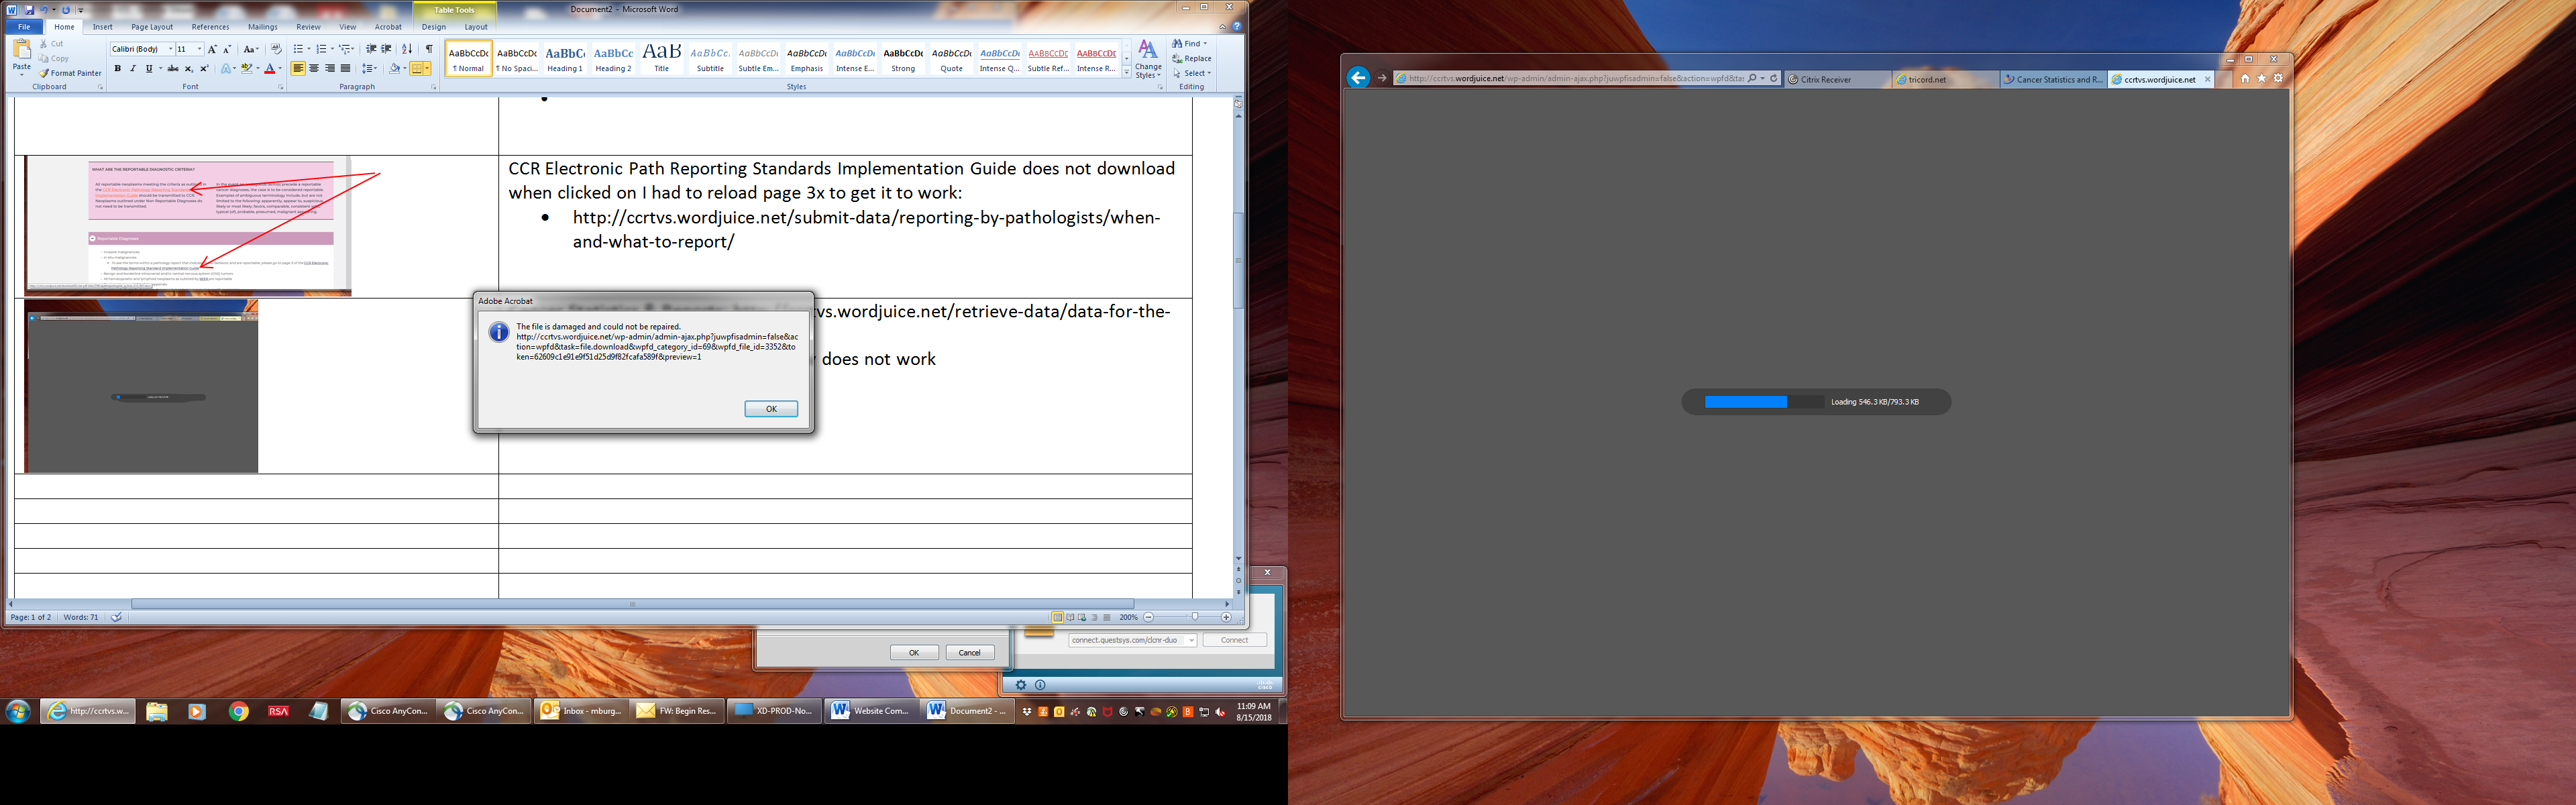 Table Tools
Document2 - Microsoft Word
File Home Insert Page Layout References Mailings Review View Acrobat Design Layout
Paste
Cut
Copy
Format Painter
Clipboard
Calibri (Body) 11
Font
Paragraph
AaBbCcDc AaBbCcDc AaBbCc AaBbCc AaB AaBbCc. AaBbCcDc AaBbCcDt AaBbCcDt AaBbCcDc AaBbCcDt AABBCCDC AABBCCDC
¶ Normal ¶ No Spaci... Heading 1 Heading 2 Title Subtitle Subtle Em... Emphasis Intense E... Strong Quote Intense Q... Subtle Ref... Intense R...
Styles
Change Styles
Find
Replace
Select
Editing
WHAT ARE THE REPORTABLE DIAGNOSTIC CRITERIA?
Reportable Diagnoses
CCR Electronic Path Reporting Standards Implementation Guide does not download
when clicked on I had to reload page 3x to get it to work:
• http://ccrtvs.wordjuice.net/submit-data/reporting-by-pathologists/when-
and-what-to-report/
vs.wordjuice.net/retrieve-data/data-for-the-
does not work
Adobe Acrobat
The file is damaged and could not be repaired.
http://ccrtvs.wordjuice.net/wp-admin/admin-ajax.php?juwpfisadmin=false&ac
tion=wpfd&task=file.download&wpfd_category_id=69&wpfd_file_id=3352&to
ken=62609c1e91e9f51d25d9f82fcafa589f&preview=1
OK
Page: 1 of 2 Words: 71
200%
OK Cancel
connect.questsys.com/dcnr-duo Connect
cisco
http://ccrtvs.w... RSA Cisco AnyCon... Cisco AnyCon... Inbox - mburg... FW: Begin Res... XD-PROD-No... Website Com... Document2 - ...
11:09 AM
8/15/2018
http://ccrtvs.wordjuice.net/wp-admin/admin-ajax.php?juwpfisadmin=false&action=wpfd&tas
Citrix Receiver
tricord.net
Cancer Statistics and R...
ccrtvs.wordjuice.net
Loading 546.3 KB/793.3 KB